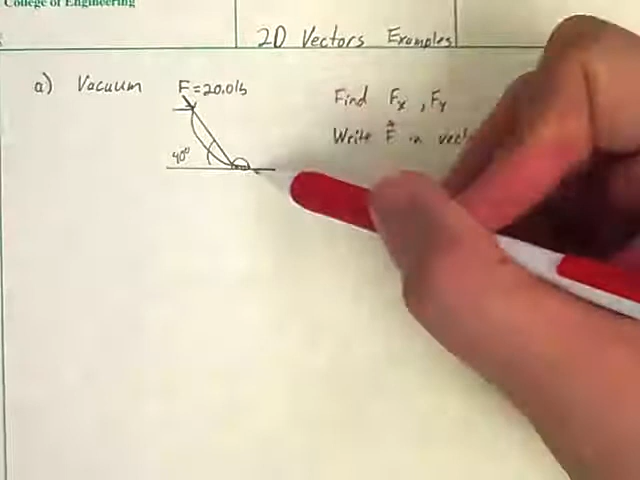 College of Engineering
2D Vectors Examples
a) Vacuum F=20.0lb
Find Fx , Fy
Write F⃗ in
40°